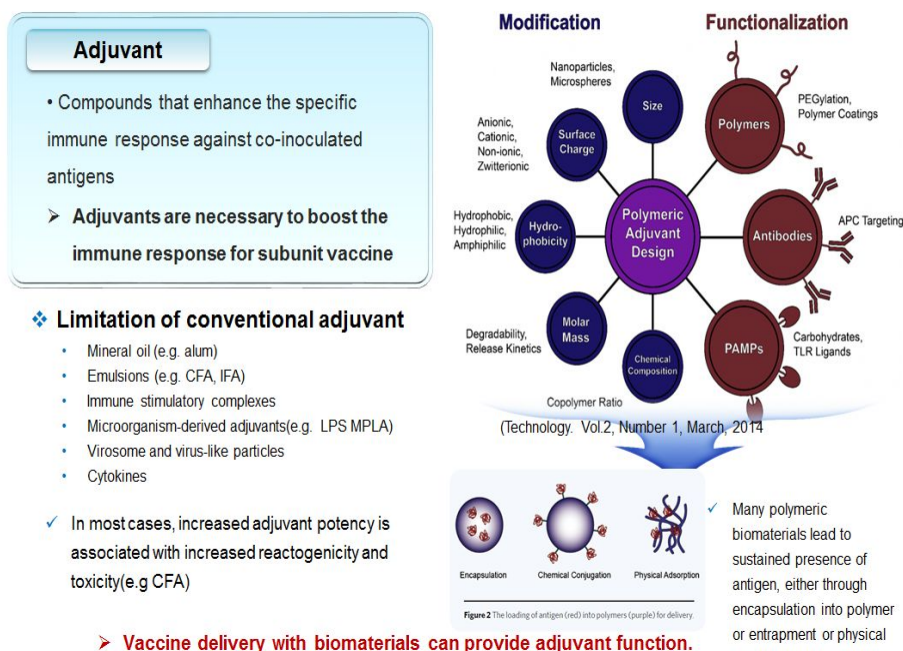 Adjuvant
• Compounds that enhance the specific
immune response against co-inoculated
antigens
➢ Adjuvants are necessary to boost the
immune response for subunit vaccine
❖ Limitation of conventional adjuvant
• Mineral oil (e.g. alum)
• Emulsions (e.g. CFA, IFA)
• Immune stimulatory complexes
• Microorganism-derived adjuvants(e.g. LPS MPLA)
• Virosome and virus-like particles
• Cytokines
✓ In most cases, increased adjuvant potency is
associated with increased reactogenicity and
toxicity(e.g CFA)
Modification
Functionalization
Nanoparticles,
Microspheres
Size
Anionic,
Cationic,
Non-ionic,
Zwitterionic
Surface
Charge
Hydrophobic,
Hydrophilic,
Amphiphilic
Hydro-
phobicity
Degradability,
Release Kinetics
Molar
Mass
Chemical
Composition
Copolymer Ratio
Polymeric
Adjuvant
Design
Polymers
PEGylation,
Polymer Coatings
Antibodies
APC Targeting
PAMPs
Carbohydrates,
TLR Ligands
(Technology. Vol.2, Number 1, March, 2014
Encapsulation
Chemical Conjugation
Physical Adsorption
Figure 2 The loading of antigen (red) into polymers (purple) for delivery.
✓ Many polymeric
biomaterials lead to
sustained presence of
antigen, either through
encapsulation into polymer
or entrapment or physical
➢ Vaccine delivery with biomaterials can provide adjuvant function.